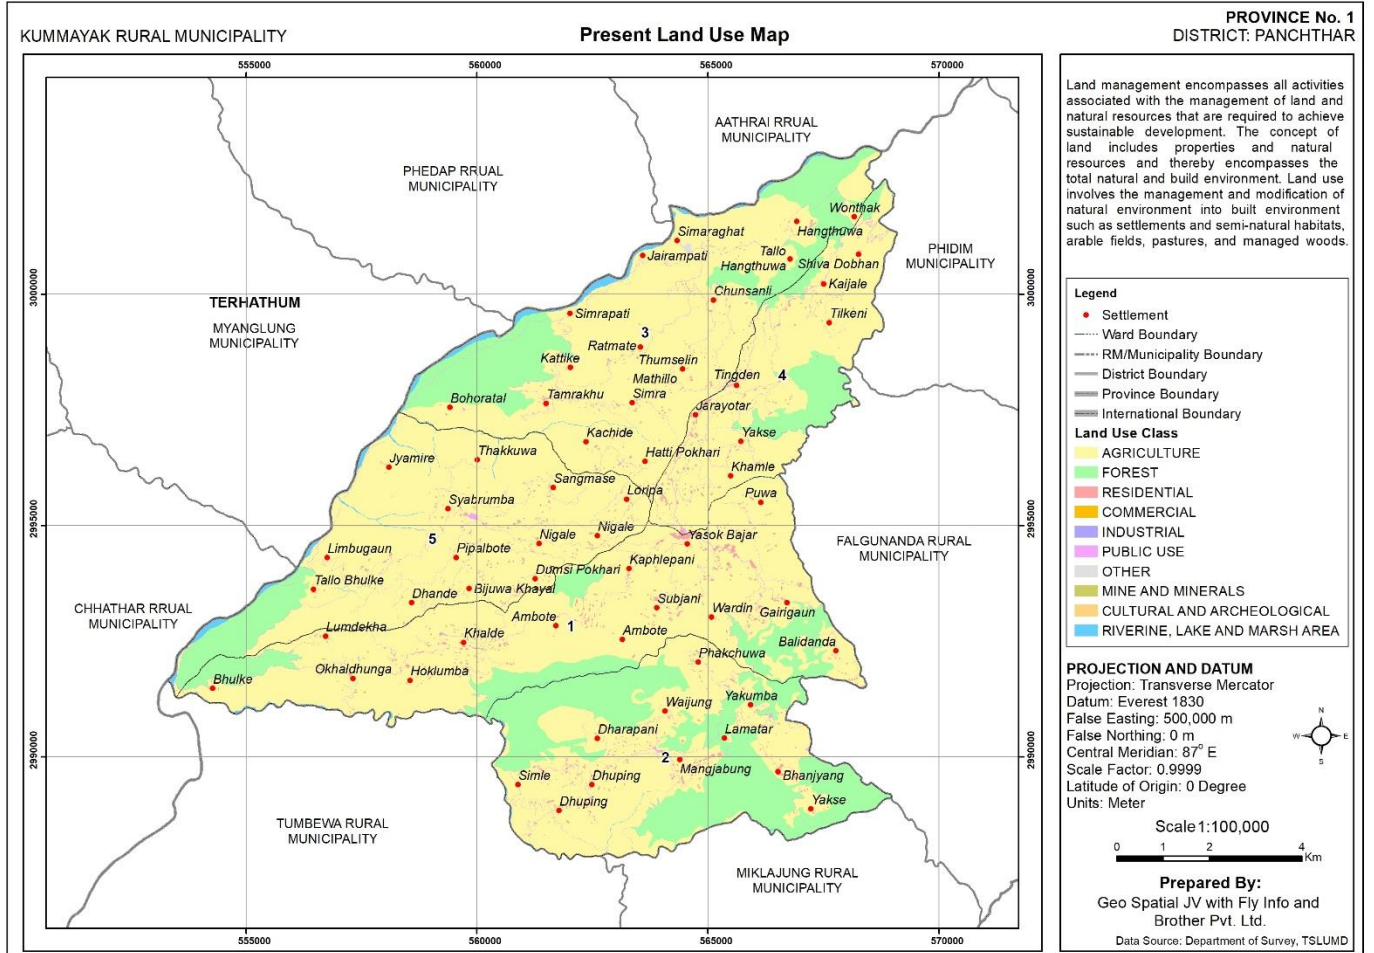 KUMMAYAK RURAL MUNICIPALITY
Present Land Use Map
PROVINCE No. 1
DISTRICT: PANCHTHAR
555000
560000
565000
570000
AATHRAI RRUAL
MUNICIPALITY
PHEDAP RRUAL
MUNICIPALITY
Wonthak
Simaraghat
Hangthuwa
Jairampati
Tallo
Hangthuwa
Shiva Dobhan
PHIDIM
MUNICIPALITY
3000000
3000000
TERHATHUM
MYANGLUNG
MUNICIPALITY
Chunsanli
Kaijale
Simrapati
Tilkeni
3
Ratmate
Kattike
Thumselin
Mathillo
Simra
Tingden
4
Bohoratal
Tamrakhu
Jarayotar
Kachide
Yakse
Jyamire
Thakkuwa
Hatti Pokhari
Khamle
Sangmase
Loripa
Puwa
Syabrumba
2995000
2995000
5
Nigale
Nigale
Yasok Bajar
FALGUNANDA RURAL
MUNICIPALITY
Limbugaun
Pipalbote
Kaphlepani
Tallo Bhulke
Dumsi Pokhari
Bijuwa Khayal
Dhande
Subjani
Wardin
Gairigaun
CHHATHAR RRUAL
MUNICIPALITY
Ambote
1
Lumdekha
Khalde
Ambote
Balidanda
Phakchuwa
Okhaldhunga
Hoklumba
Bhulke
Waijung
Yakumba
Dharapani
Lamatar
2990000
2990000
2
Mangjabung
Simle
Dhuping
Bhanjyang
Dhuping
Yakse
TUMBEWA RURAL
MUNICIPALITY
MIKLAJUNG RURAL
MUNICIPALITY
555000
560000
565000
570000
Land management encompasses all activities
associated with the management of land and
natural resources that are required to achieve
sustainable development. The concept of
land includes properties and natural
resources and thereby encompasses the
total natural and build environment. Land use
involves the management and modification of
natural environment into built environment
such as settlements and semi-natural habitats,
arable fields, pastures, and managed woods.
Legend
Settlement
Ward Boundary
RM/Municipality Boundary
District Boundary
Province Boundary
International Boundary
Land Use Class
AGRICULTURE
FOREST
RESIDENTIAL
COMMERCIAL
INDUSTRIAL
PUBLIC USE
OTHER
MINE AND MINERALS
CULTURAL AND ARCHEOLOGICAL
RIVERINE, LAKE AND MARSH AREA
PROJECTION AND DATUM
Projection: Transverse Mercator
Datum: Everest 1830
False Easting: 500,000 m
False Northing: 0 m
Central Meridian: 87° E
Scale Factor: 0.9999
Latitude of Origin: 0 Degree
Units: Meter
N
W
E
S
Scale 1:100,000
0 1 2 4
Km
Prepared By:
Geo Spatial JV with Fly Info and
Brother Pvt. Ltd.
Data Source: Department of Survey, TSLUMD